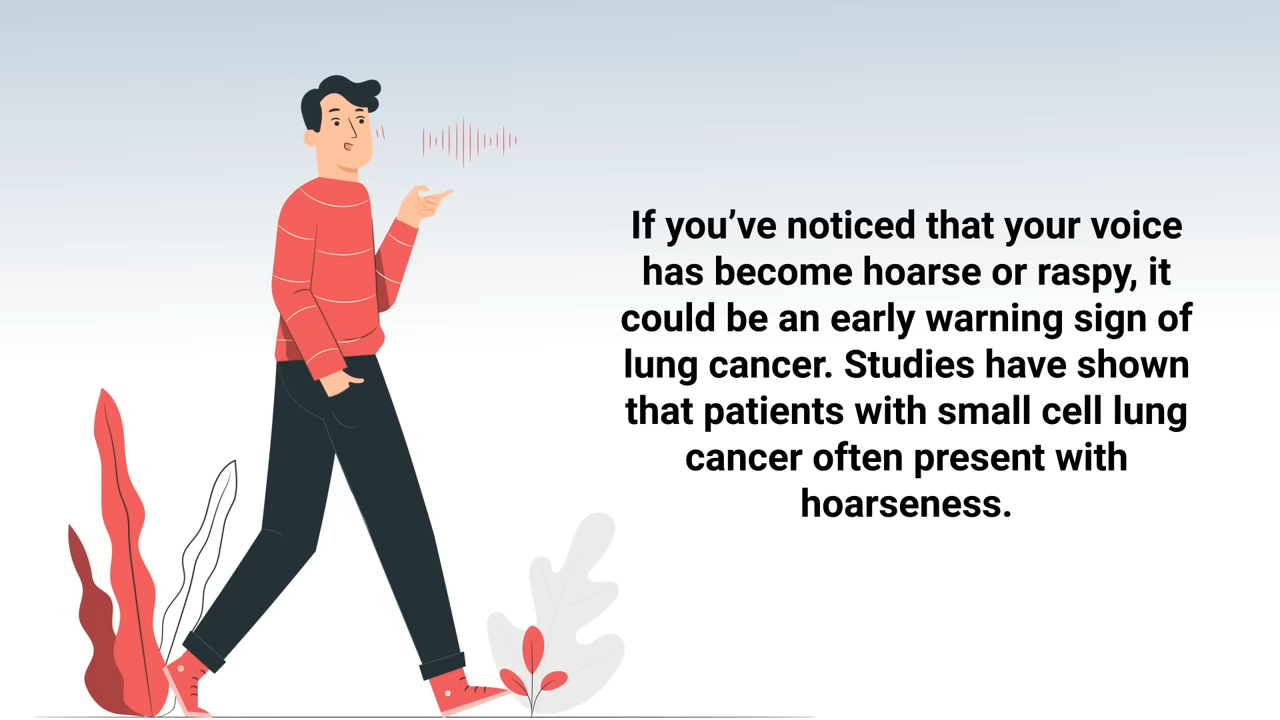 If you’ve noticed that your voice
has become hoarse or raspy, it
could be an early warning sign of
lung cancer. Studies have shown
that patients with small cell lung
cancer often present with
hoarseness.